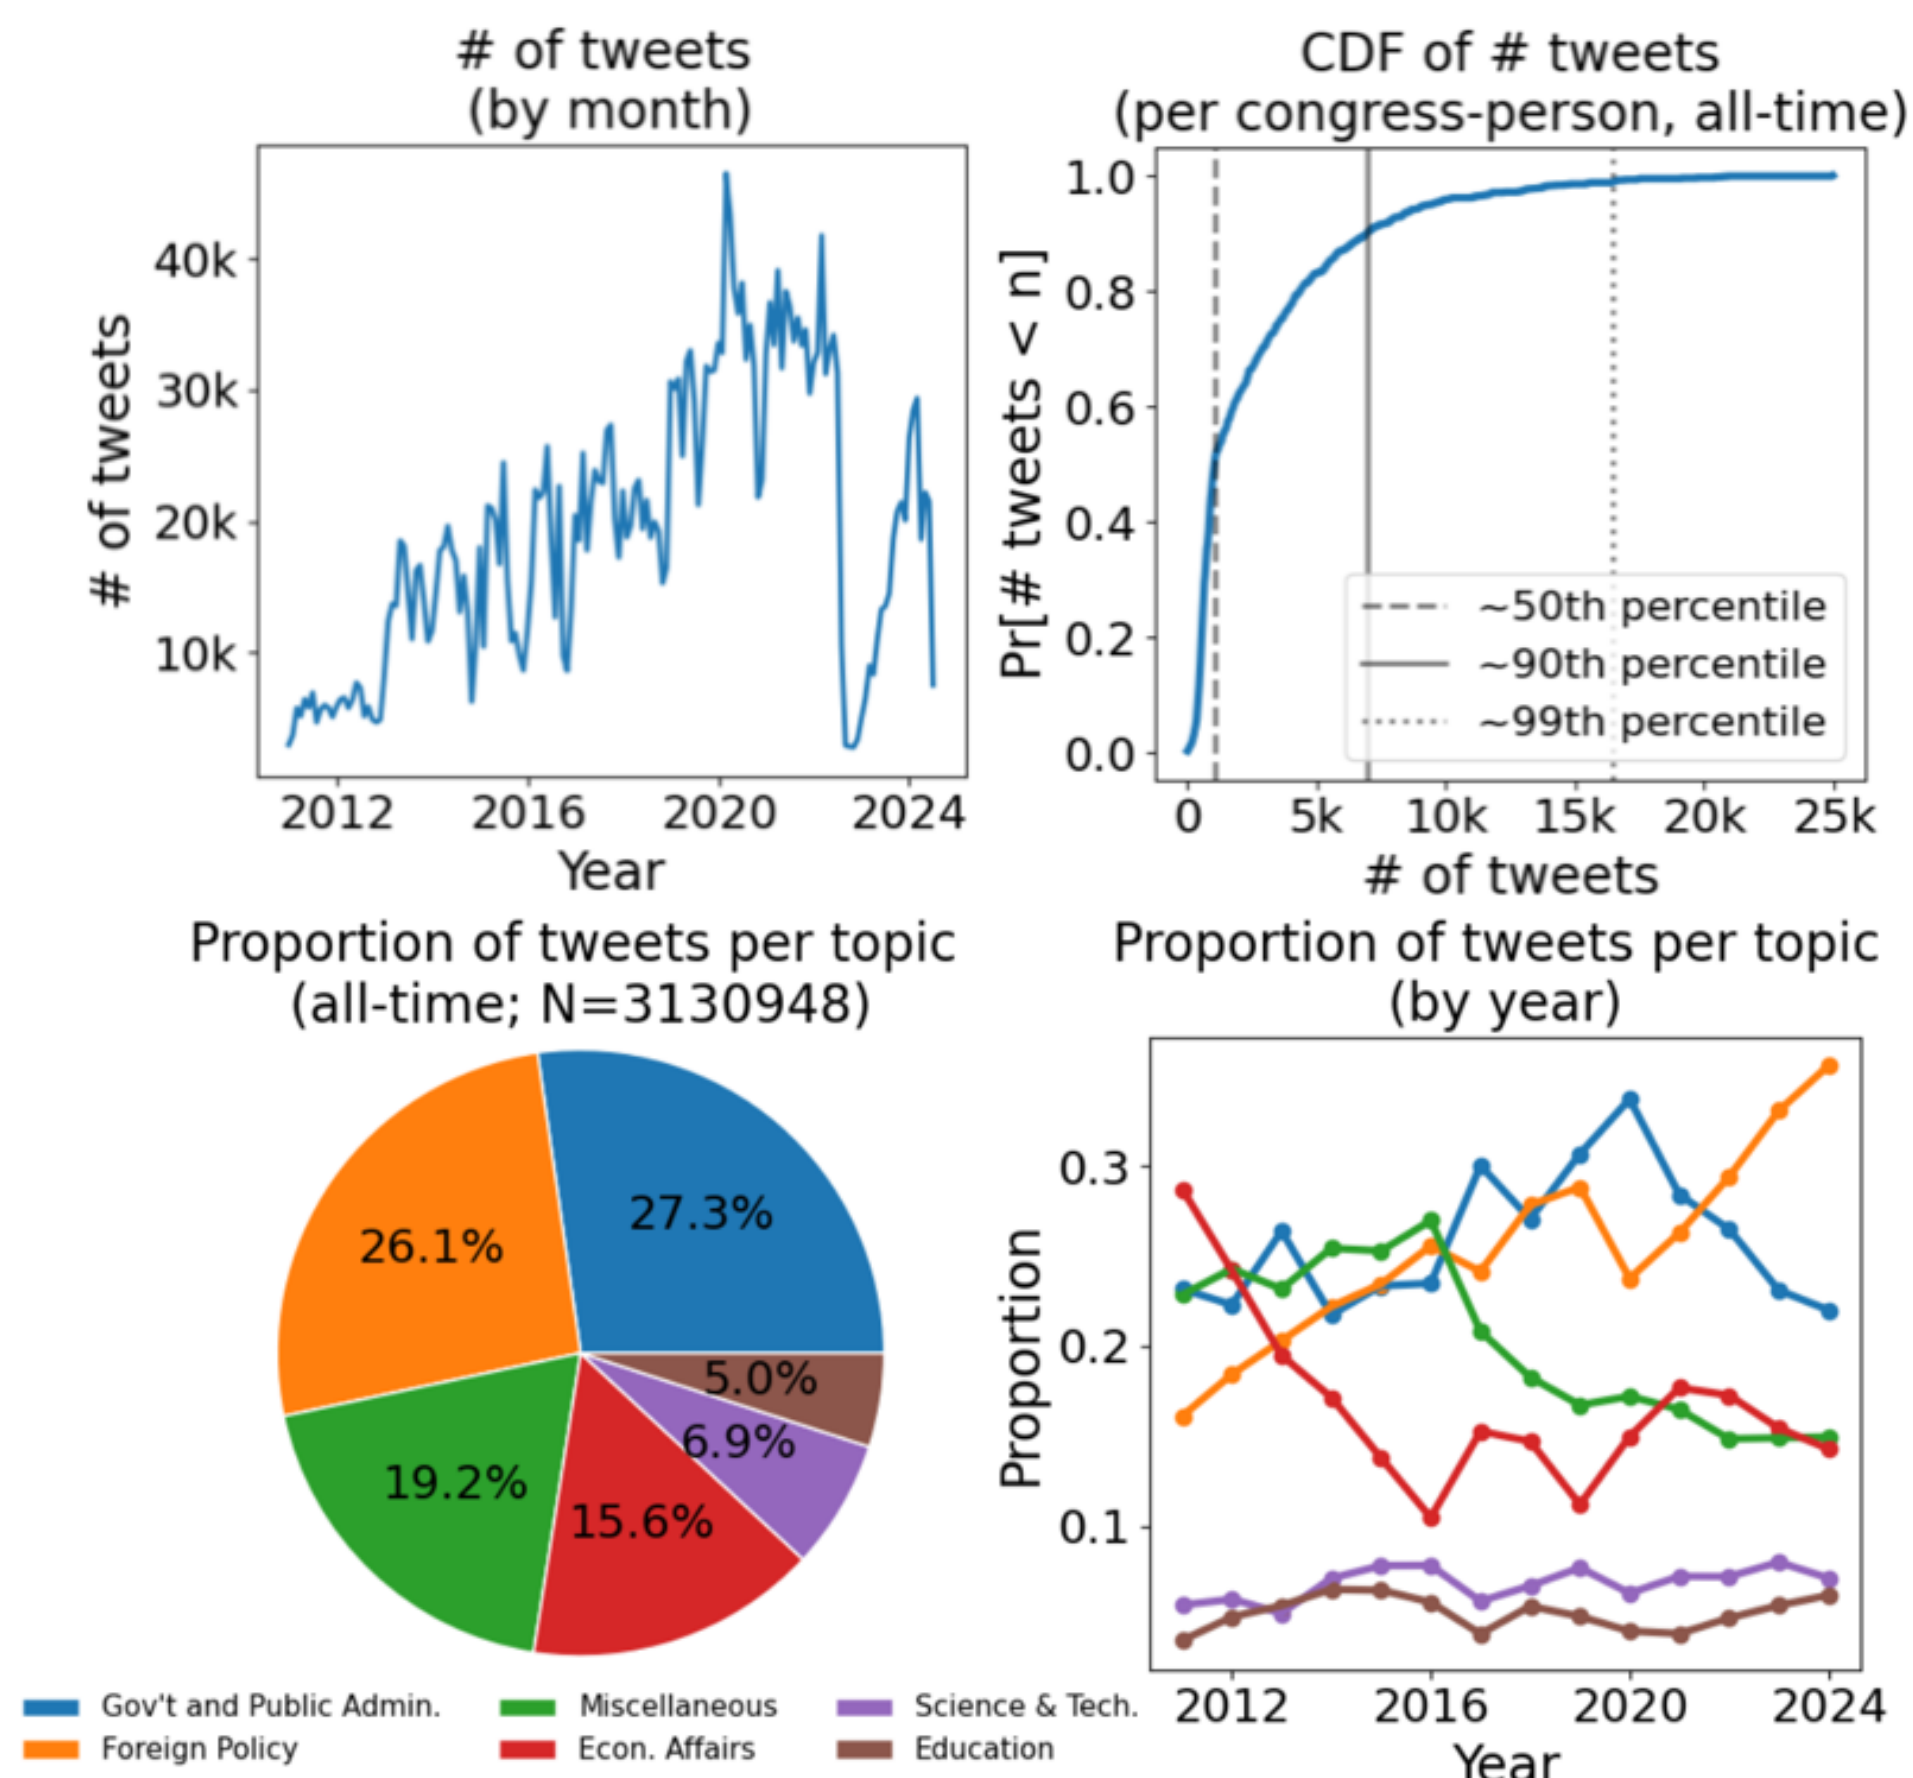 # of tweets
(by month)
# of tweets
40k
30k
20k
10k
2012 2016 2020 2024
Year
CDF of # tweets
(per congress-person, all-time)
Pr[# tweets < n]
1.0
0.8
0.6
0.4
0.2
0.0
~50th percentile
~90th percentile
~99th percentile
0 5k 10k 15k 20k 25k
# of tweets
Proportion of tweets per topic
(all-time; N=3130948)
27.3%
26.1%
5.0%
6.9%
19.2%
15.6%
Proportion of tweets per topic
(by year)
Proportion
0.3
0.2
0.1
2012 2016 2020 2024
Year
Gov't and Public Admin. Miscellaneous Science & Tech.
Foreign Policy Econ. Affairs Education